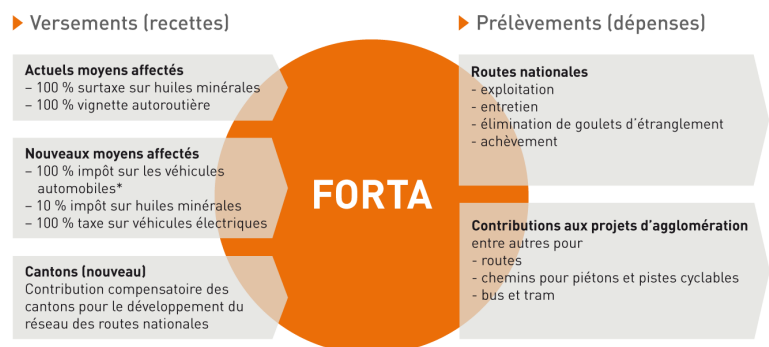 Versements (recettes)
Actuels moyens affectés
– 100 % surtaxe sur huiles minérales
– 100 % vignette autoroutière
Nouveaux moyens affectés
– 100 % impôt sur les véhicules
automobiles*
– 10 % impôt sur huiles minérales
– 100 % taxe sur véhicules électriques
Cantons (nouveau)
Contribution compensatoire des
cantons pour le développement du
réseau des routes nationales
FORTA
Prélèvements (dépenses)
Routes nationales
- exploitation
- entretien
- élimination de goulets d’étranglement
- achèvement
Contributions aux projets d’agglomération
entre autres pour
- routes
- chemins pour piétons et pistes cyclables
- bus et tram